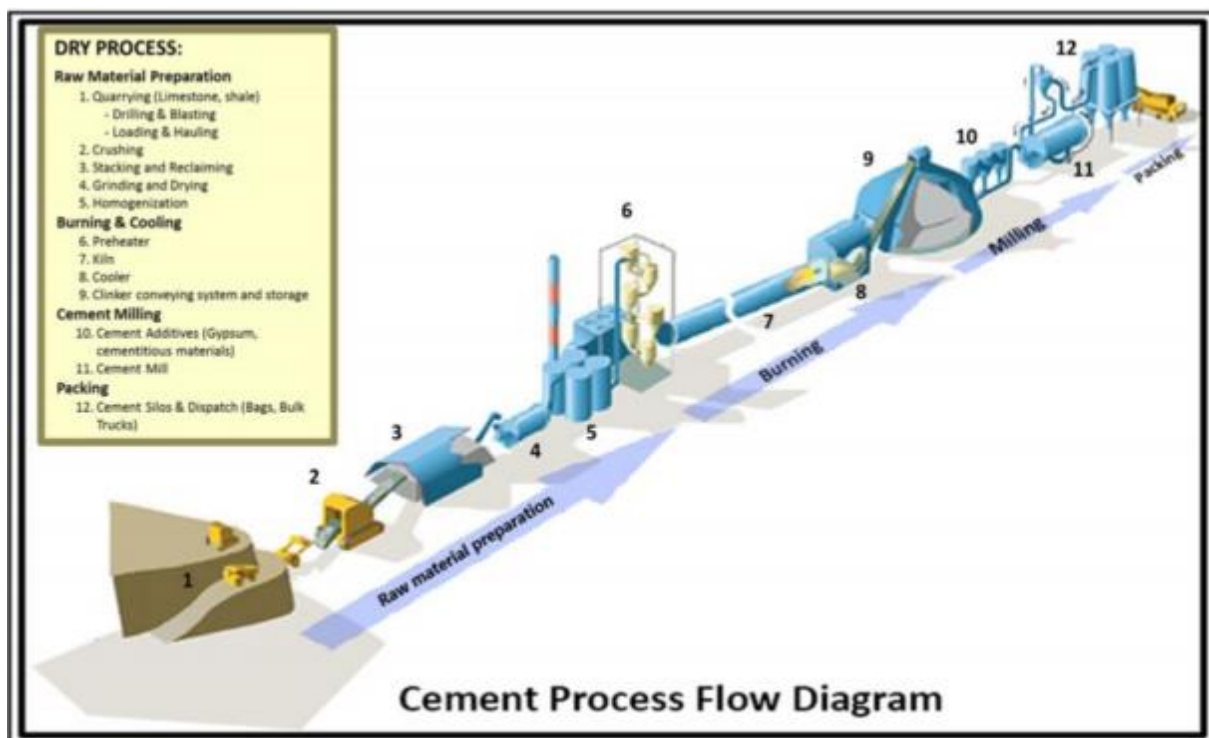 DRY PROCESS:
Raw Material Preparation
1. Quarrying (Limestone, shale)
- Drilling & Blasting
- Loading & Hauling
2. Crushing
3. Stacking and Reclaiming
4. Grinding and Drying
5. Homogenization
Burning & Cooling
6. Preheater
7. Kiln
8. Cooler
9. Clinker conveying system and storage
Cement Milling
10. Cement Additives (Gypsum,
cementitious materials)
11. Cement Mill
Packing
12. Cement Silos & Dispatch (Bags, Bulk
Trucks)
1
2
3
4
5
6
7
8
9
10
11
12
Raw material preparation
Burning
Milling
Packing
Cement Process Flow Diagram